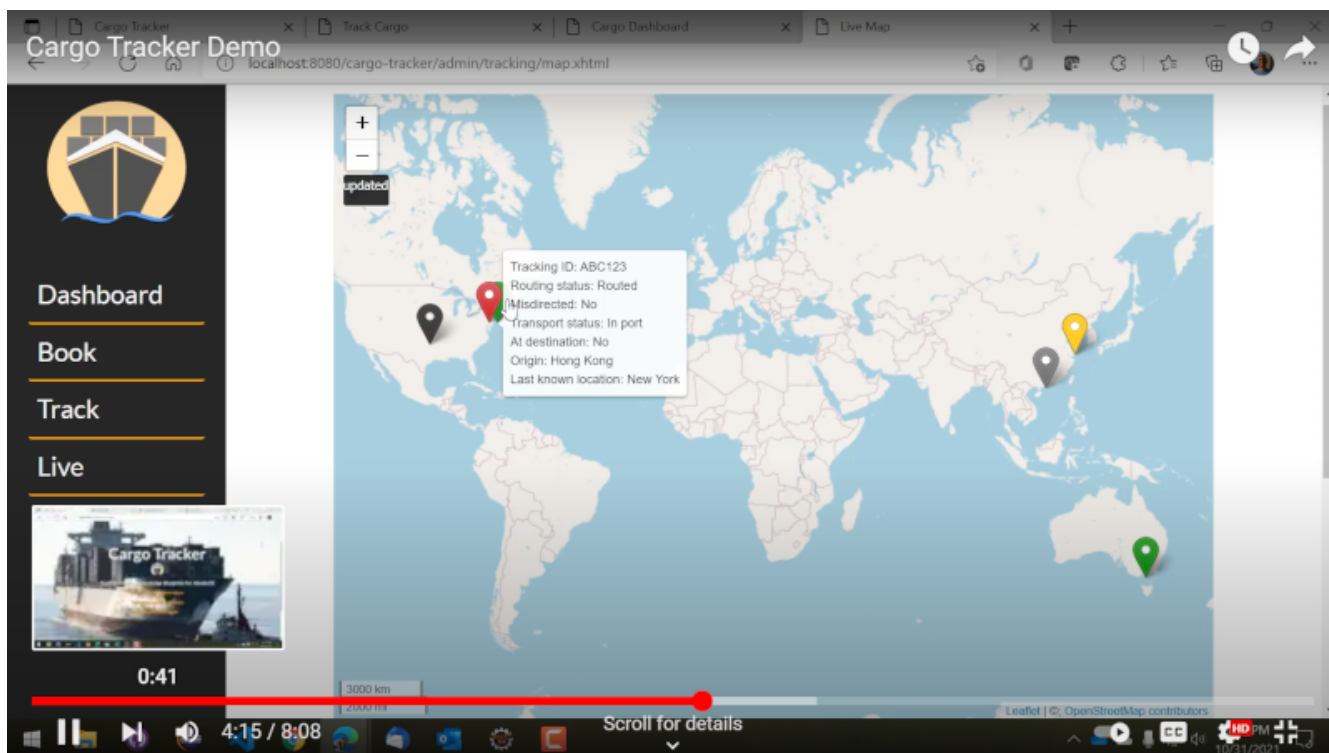 Cargo Tracker
Track Cargo
Cargo Dashboard
Live Map
Cargo Tracker Demo
localhost:8080/cargo-tracker/admin/tracking/map.xhtml
+
−
updated
Tracking ID: ABC123
Routing status: Routed
Misdirected: No
Transport status: In port
At destination: No
Origin: Hong Kong
Last known location: New York
Dashboard
Book
Track
Live
Cargo Tracker
0:41
3000 km
2000 mi
Leaflet | © OpenStreetMap contributors
4:15 / 8:08
Scroll for details
CC
HD
PM
10/31/2021